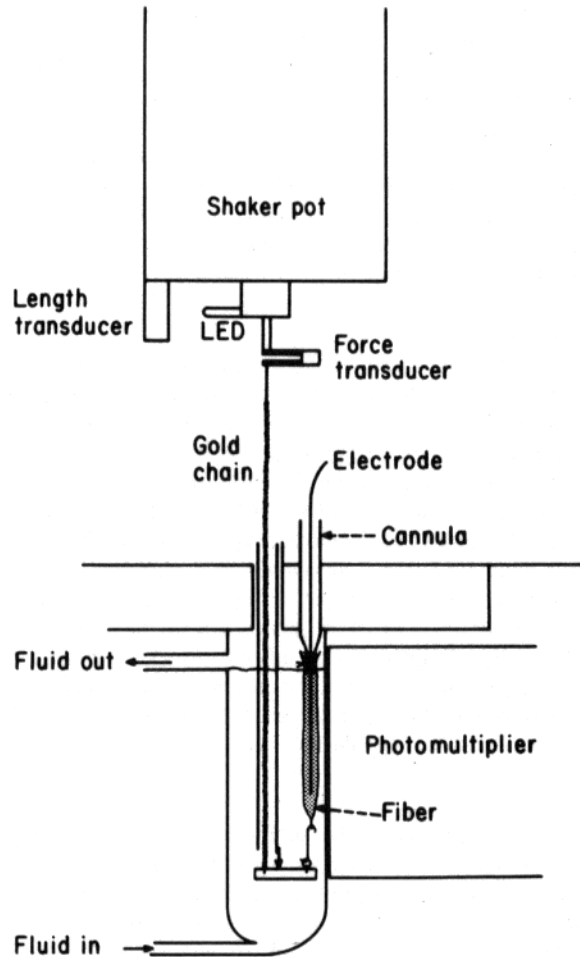 Shaker pot
Length
transducer
LED
Force
transducer
Gold
chain
Electrode
Cannula
Fluid out
Photomultiplier
Fiber
Fluid in